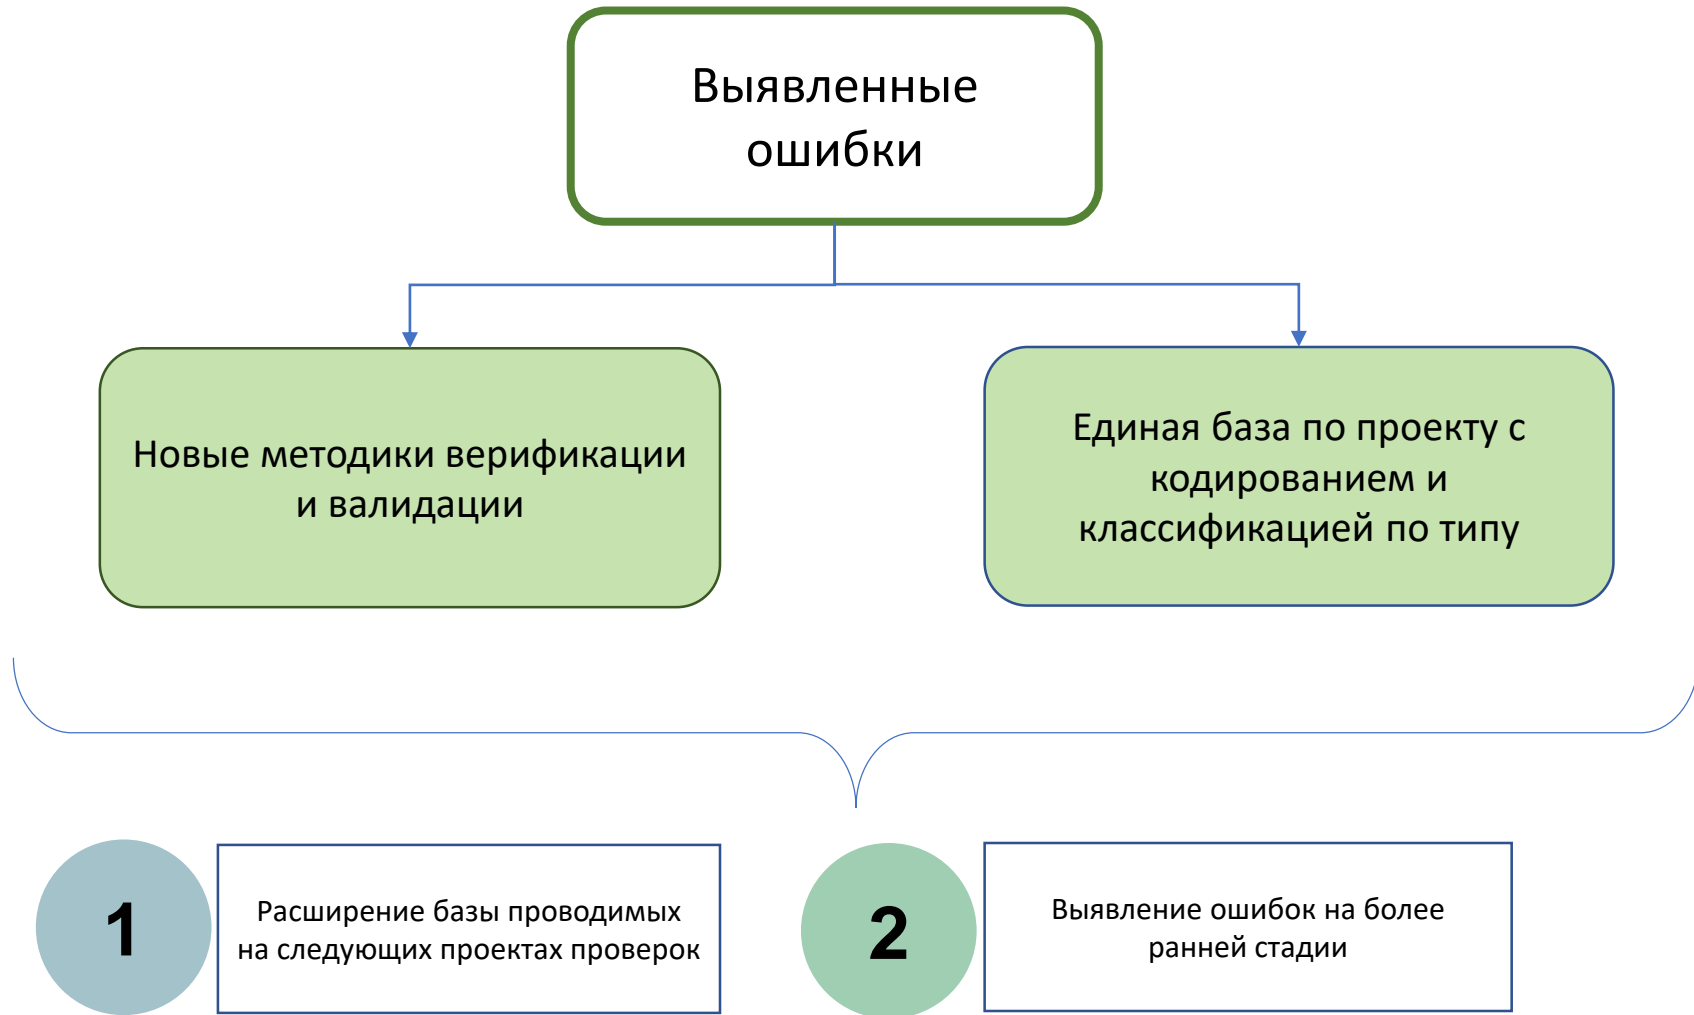 Выявленные
ошибки
Новые методики верификации
и валидации
Единая база по проекту с
кодированием и
классификацией по типу
1
Расширение базы проводимых
на следующих проектах проверок
2
Выявление ошибок на более
ранней стадии